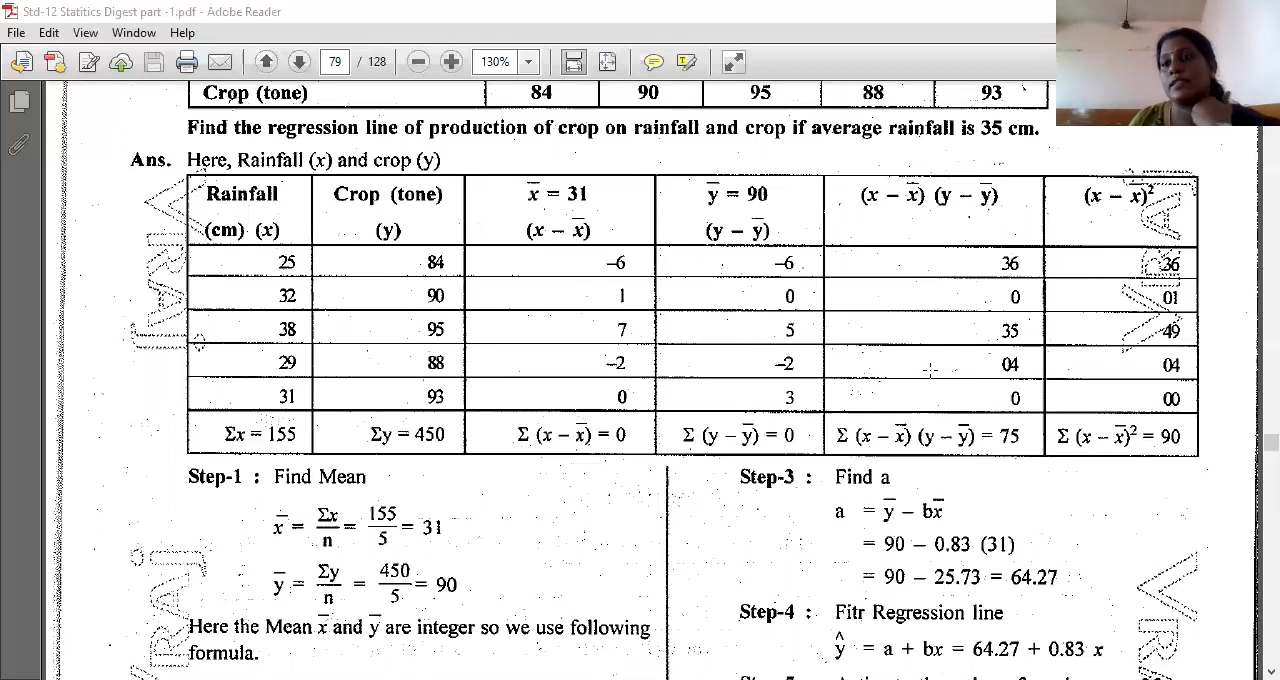 Std-12 Statitics Digest part -1.pdf - Adobe Reader
File Edit View Window Help
79 / 128 130%
Crop (tone) 84 90 95 88 93
Find the regression line of production of crop on rainfall and crop if average rainfall is 35 cm.
Ans. Here, Rainfall (x) and crop (y)
Rainfall Crop (tone) x̅ = 31 y̅ = 90 (x – x̅) (y – y̅) (x – x̅)²
(cm) (x) (y) (x – x̅) (y – y̅)
25 84 –6 –6 36 36
32 90 1 0 0 01
38 95 7 5 35 49
29 88 –2 –2 04 04
31 93 0 3 0 00
Σx = 155 Σy = 450 Σ (x – x̅) = 0 Σ (y – y̅) = 0 Σ (x – x̅) (y – y̅) = 75 Σ (x – x̅)² = 90
Step-1 : Find Mean
x̅ = Σx/n = 155/5 = 31
y̅ = Σy/n = 450/5 = 90
Here the Mean x̅ and y̅ are integer so we use following
formula.
Step-3 : Find a
a = y̅ – bx̅
= 90 – 0.83 (31)
= 90 – 25.73 = 64.27
Step-4 : Fitr Regression line
ŷ = a + bx = 64.27 + 0.83 x